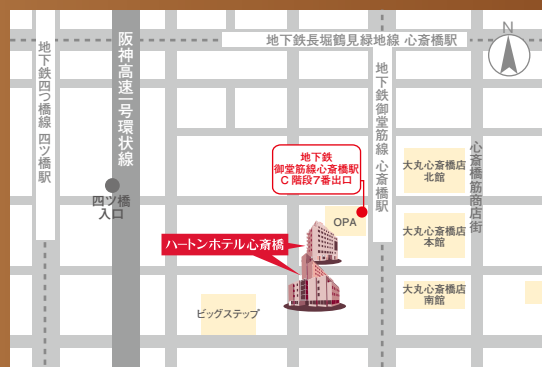 地下鉄長堀鶴見緑地線 心斎橋駅
N
地下鉄四つ橋線 四ツ橋駅
阪神高速一号環状線
地下鉄御堂筋線 心斎橋駅
心斎橋筋商店街
地下鉄
御堂筋線心斎橋駅
C 階段7番出口
大丸心斎橋店
北館
四ツ橋
入口
OPA
大丸心斎橋店
本館
ハートンホテル心斎橋
大丸心斎橋店
南館
ビッグステップ